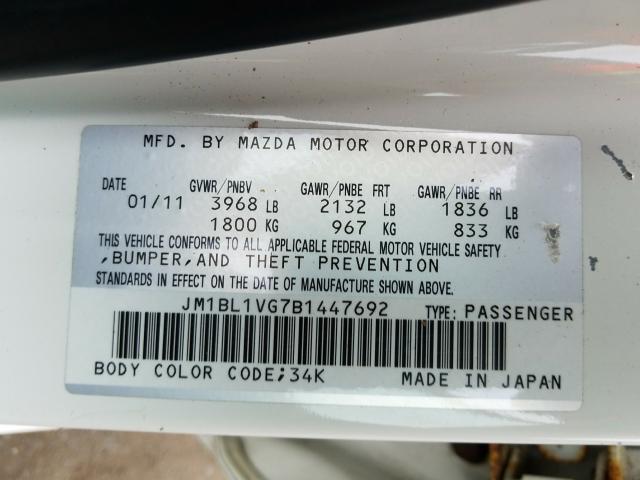 MFD. BY MAZDA MOTOR CORPORATION
DATE GVWR/PNBV GAWR/PNBE FRT GAWR/PNBE RR
01/11 3968 LB 2132 LB 1836 LB
1800 KG 967 KG 833 KG
THIS VEHICLE CONFORMS TO ALL APPLICABLE FEDERAL MOTOR VEHICLE SAFETY
,BUMPER,AND THEFT PREVENTION
STANDARDS IN EFFECT ON THE DATE OF MANUFACTURE SHOWN ABOVE.
JM1BL1VG7B1447692 TYPE: PASSENGER
BODY COLOR CODE;34K MADE IN JAPAN